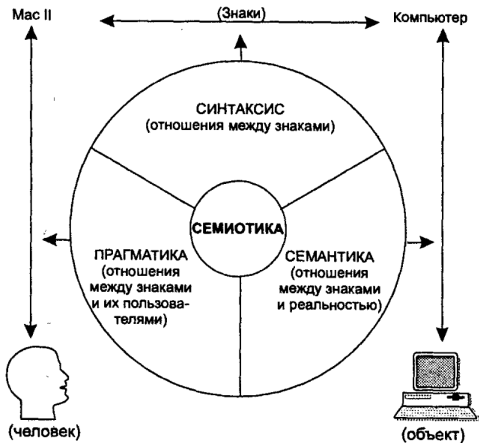 Mac II
(Знаки)
Компьютер
СИНТАКСИС
(отношения между знаками)
СЕМИОТИКА
ПРАГМАТИКА
(отношения
между знаками
и их пользова-
телями)
СЕМАНТИКА
(отношения
между знаками
и реальностью)
(человек)
(объект)